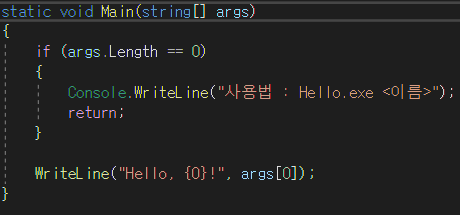 static void Main(string[] args)
{
    if (args.Length == 0)
    {
        Console.WriteLine("사용법 : Hello.exe <이름>");
        return;
    }

    WriteLine("Hello, {0}!", args[0]);
}